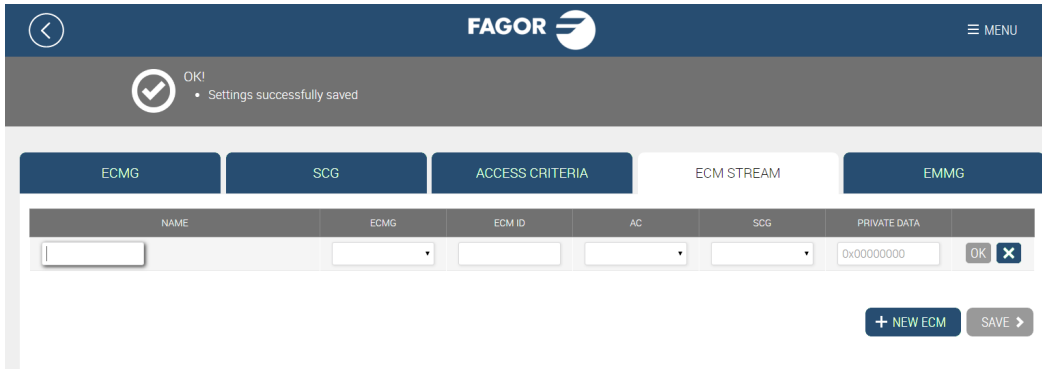 FAGOR
≡ MENU
OK!
• Settings successfully saved
ECMG SCG ACCESS CRITERIA ECM STREAM EMMG
NAME ECMG ECM ID AC SCG PRIVATE DATA
0x00000000 OK
+ NEW ECM SAVE